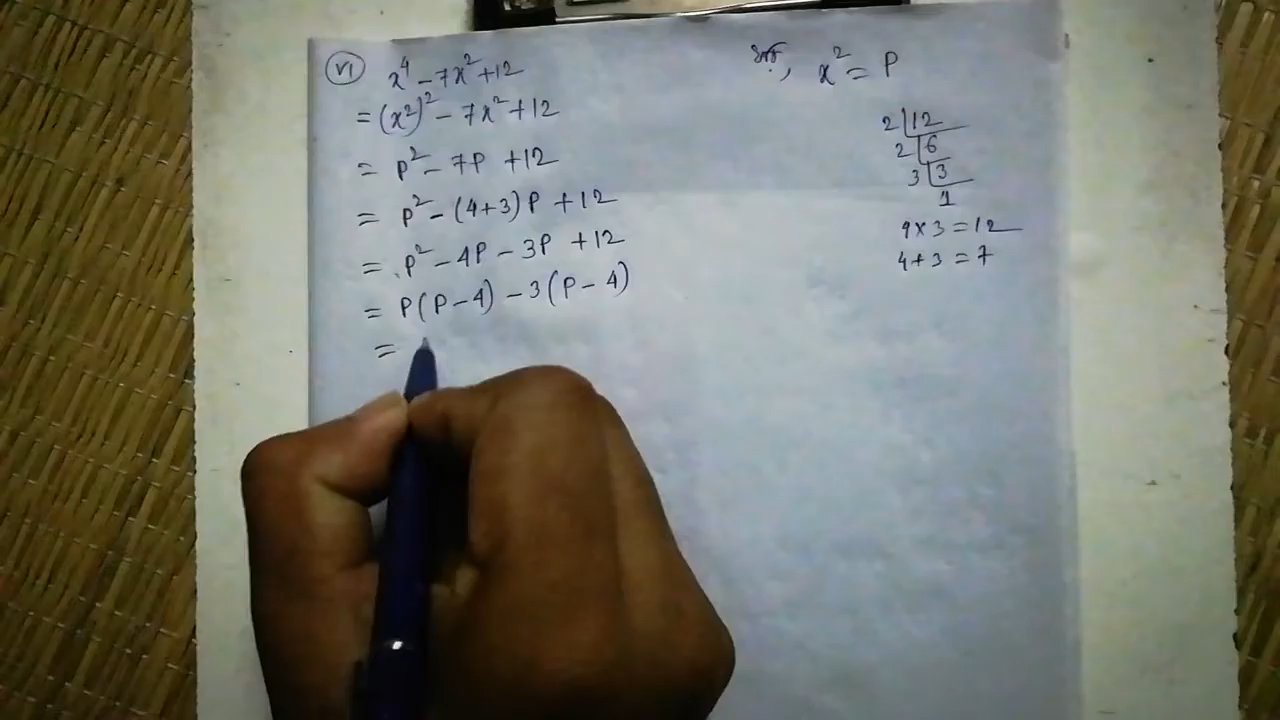 (VI) x⁴ - 7x² + 12
= (x²)² - 7x² + 12
= P² - 7P + 12
= P² - (4+3)P + 12
= P² - 4P - 3P + 12
= P(P-4) - 3(P-4)
=
, x² = P
2 | 12
2 | 6
3 | 3
1
4 × 3 = 12
4 + 3 = 7